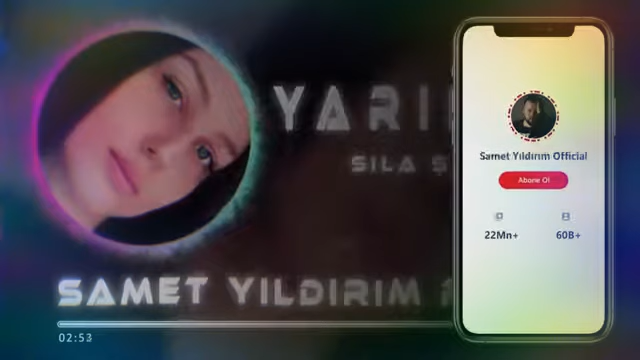 YARI
SILA Ş
SAMET YILDIRIM
02:53
Samet Yıldırım Official
Abone Ol
22Mn+
60B+